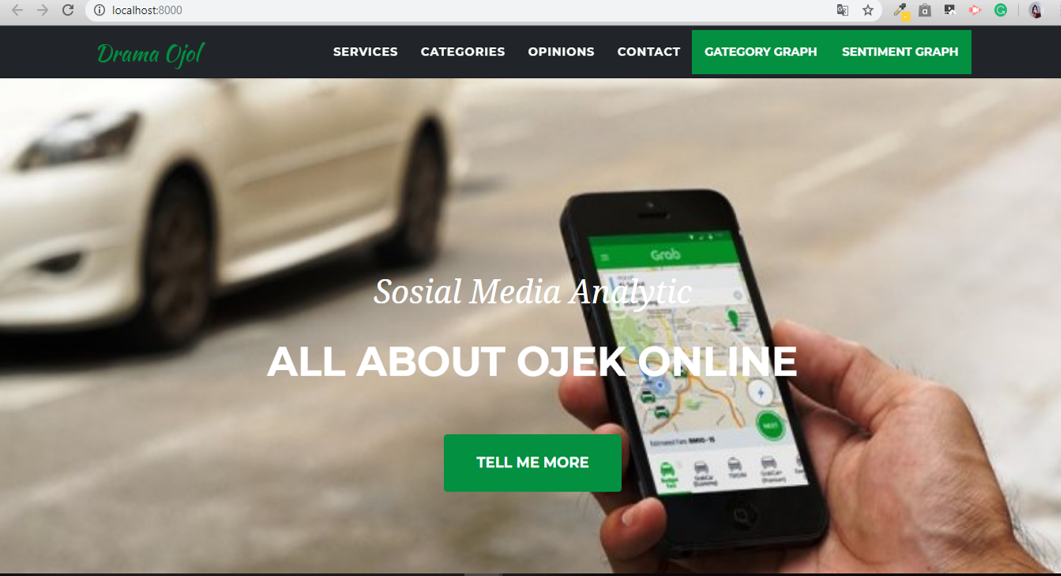 localhost:8000
Drama Ojol
SERVICES CATEGORIES OPINIONS CONTACT GATEGORY GRAPH SENTIMENT GRAPH
Grab
Sosial Media Analytic
ALL ABOUT OJEK ONLINE
NEXT
TELL ME MORE